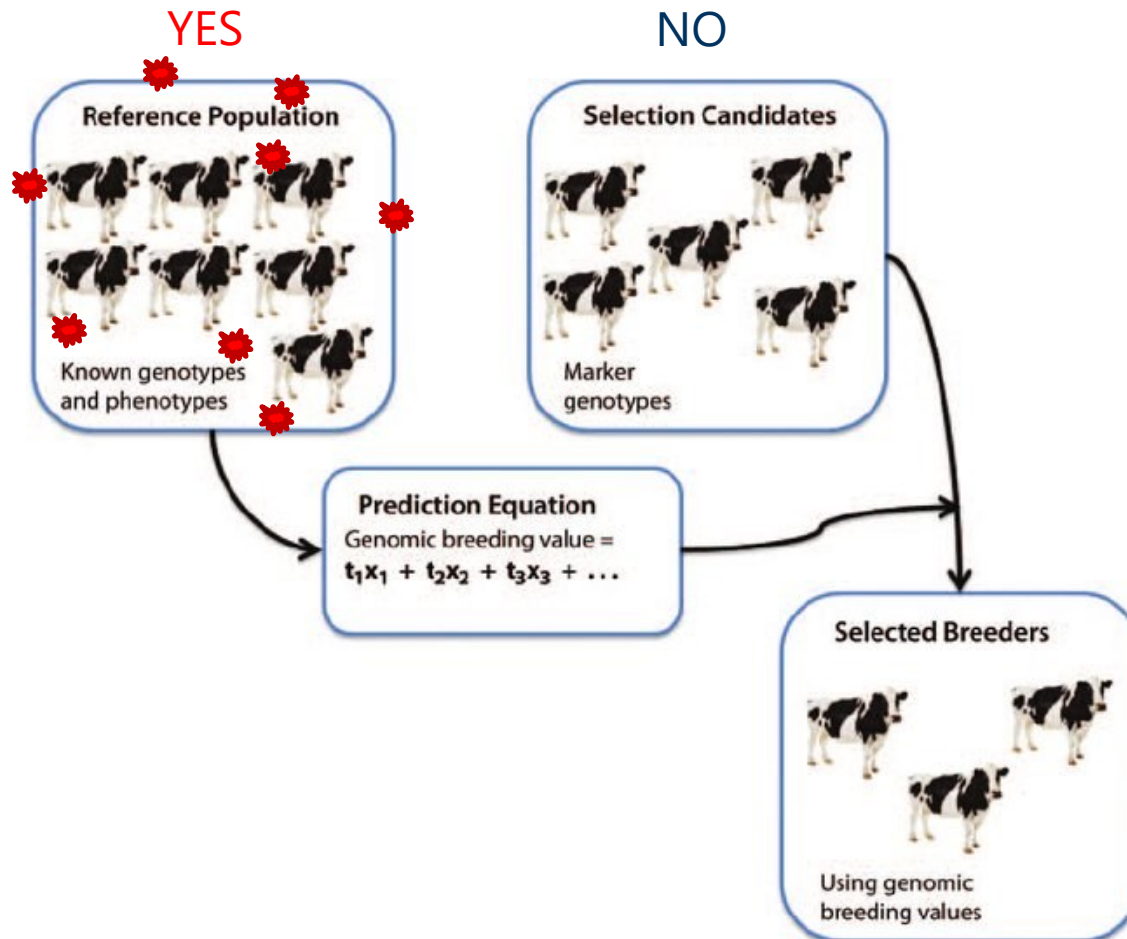 YES
NO
Reference Population
Known genotypes
and phenotypes
Selection Candidates
Marker
genotypes
Prediction Equation
Genomic breeding value =
t₁x₁ + t₂x₂ + t₃x₃ + ...
Selected Breeders
Using genomic
breeding values